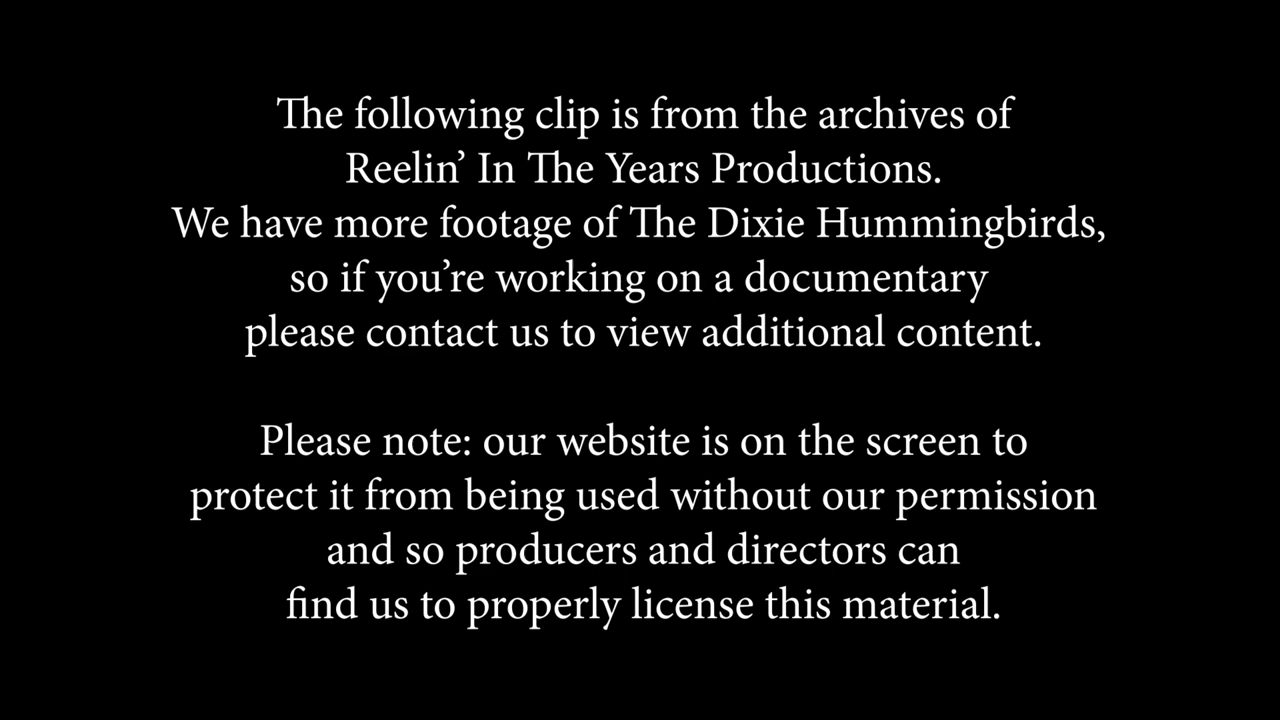 The following clip is from the archives of
Reelin’ In The Years Productions.
We have more footage of The Dixie Hummingbirds,
so if you’re working on a documentary
please contact us to view additional content.
Please note: our website is on the screen to
protect it from being used without our permission
and so producers and directors can
find us to properly license this material.